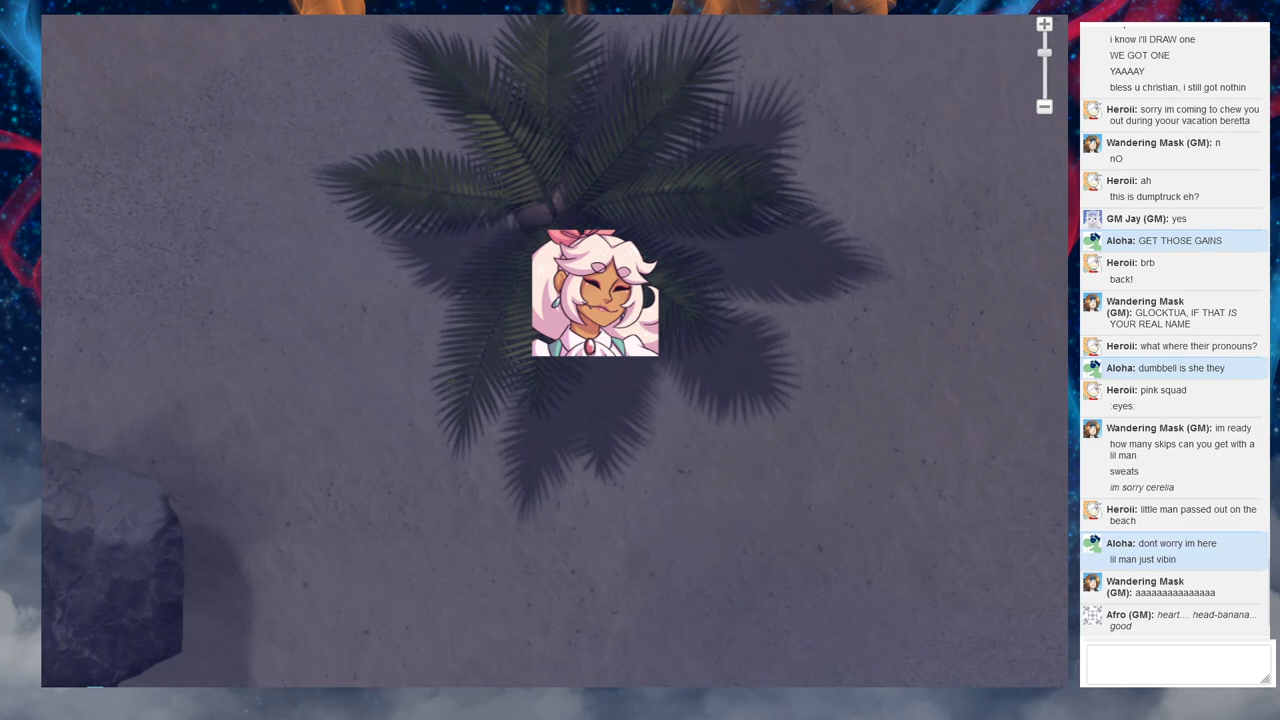 i know i'll DRAW one
WE GOT ONE
YAAAAY
bless u christian, i still got nothin
Heroii: sorry im coming to chew you
out during yoour vacation beretta
Wandering Mask (GM): n
nO
Heroii: ah
this is dumptruck eh?
GM Jay (GM): yes
Aloha: GET THOSE GAINS
Heroii: brb
back!
Wandering Mask
(GM): GLOCKTUA, IF THAT IS
YOUR REAL NAME
Heroii: what where their pronouns?
Aloha: dumbbell is she they
Heroii: pink squad
:eyes:
Wandering Mask (GM): im ready
how many skips can you get with a
lil man
sweats
im sorry cerelia
Heroii: little man passed out on the
beach
Aloha: dont worry im here
lil man just vibin
Wandering Mask
(GM): aaaaaaaaaaaaaaa
Afro (GM): heart.... head-banana...
good